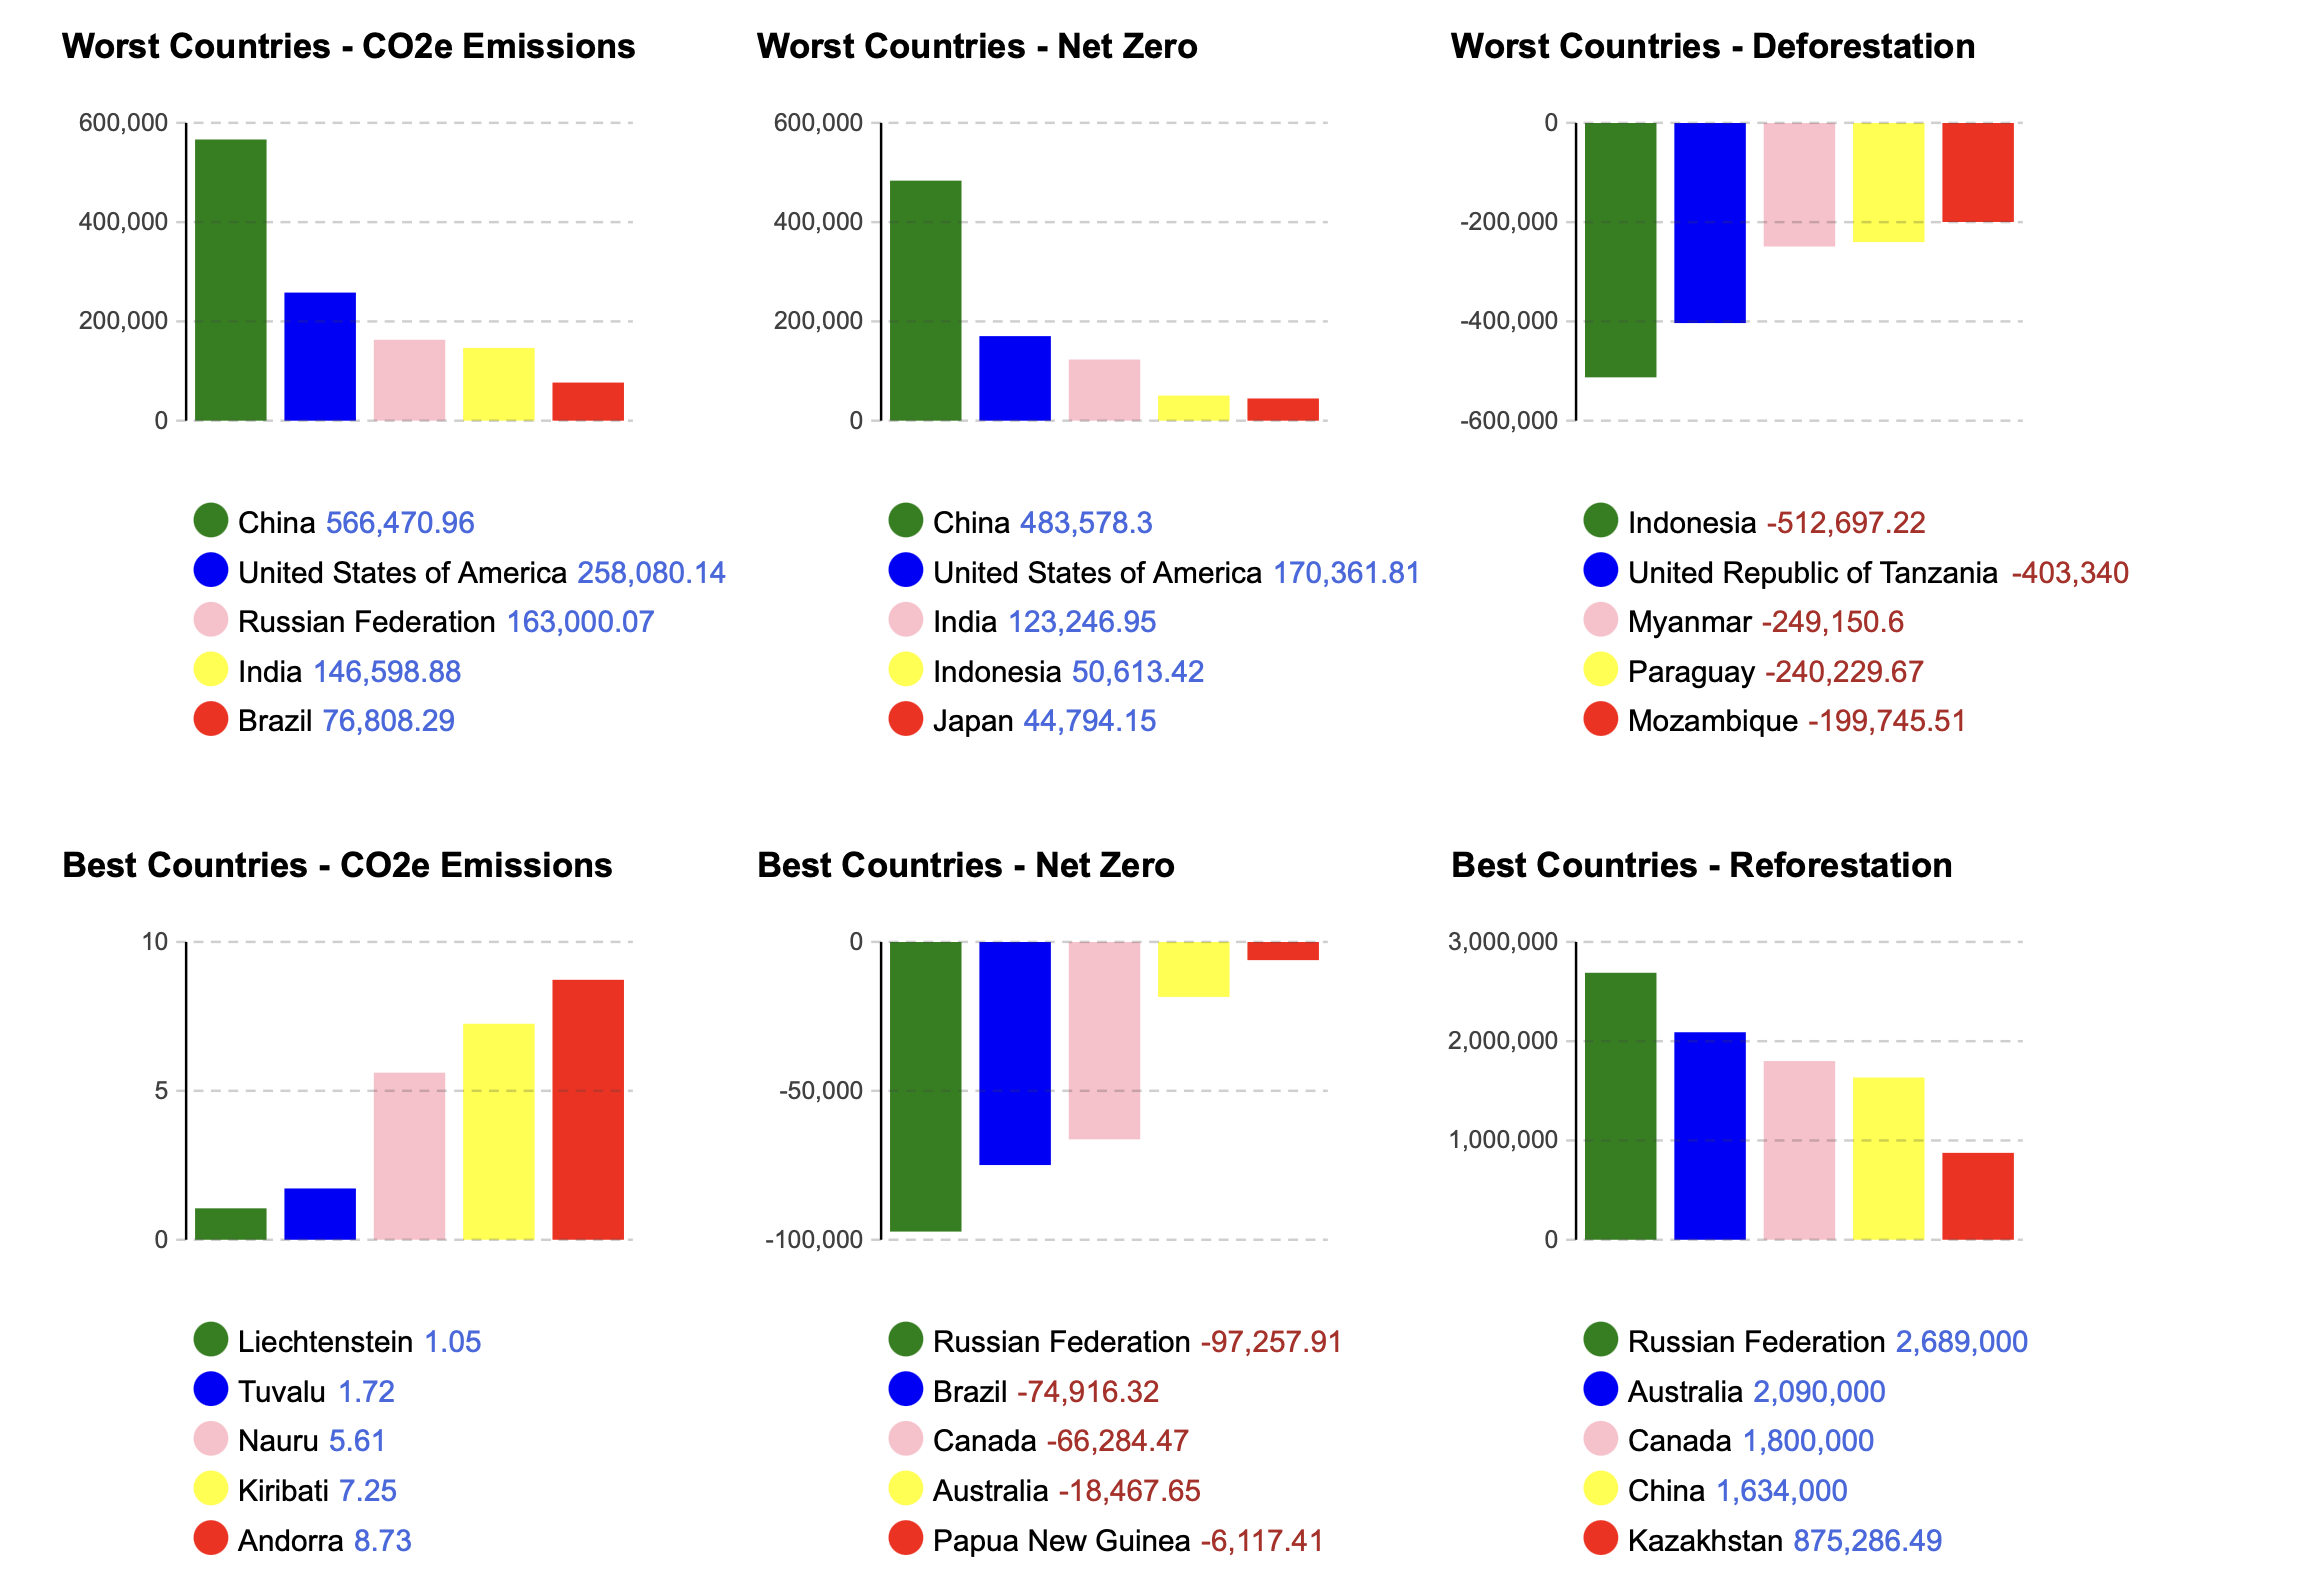 Worst Countries - CO2e Emissions
600,000
400,000
200,000
0
China 566,470.96
United States of America 258,080.14
Russian Federation 163,000.07
India 146,598.88
Brazil 76,808.29
Worst Countries - Net Zero
600,000
400,000
200,000
0
China 483,578.3
United States of America 170,361.81
India 123,246.95
Indonesia 50,613.42
Japan 44,794.15
Worst Countries - Deforestation
0
-200,000
-400,000
-600,000
Indonesia -512,697.22
United Republic of Tanzania -403,340
Myanmar -249,150.6
Paraguay -240,229.67
Mozambique -199,745.51
Best Countries - CO2e Emissions
10
5
0
Liechtenstein 1.05
Tuvalu 1.72
Nauru 5.61
Kiribati 7.25
Andorra 8.73
Best Countries - Net Zero
0
-50,000
-100,000
Russian Federation -97,257.91
Brazil -74,916.32
Canada -66,284.47
Australia -18,467.65
Papua New Guinea -6,117.41
Best Countries - Reforestation
3,000,000
2,000,000
1,000,000
0
Russian Federation 2,689,000
Australia 2,090,000
Canada 1,800,000
China 1,634,000
Kazakhstan 875,286.49